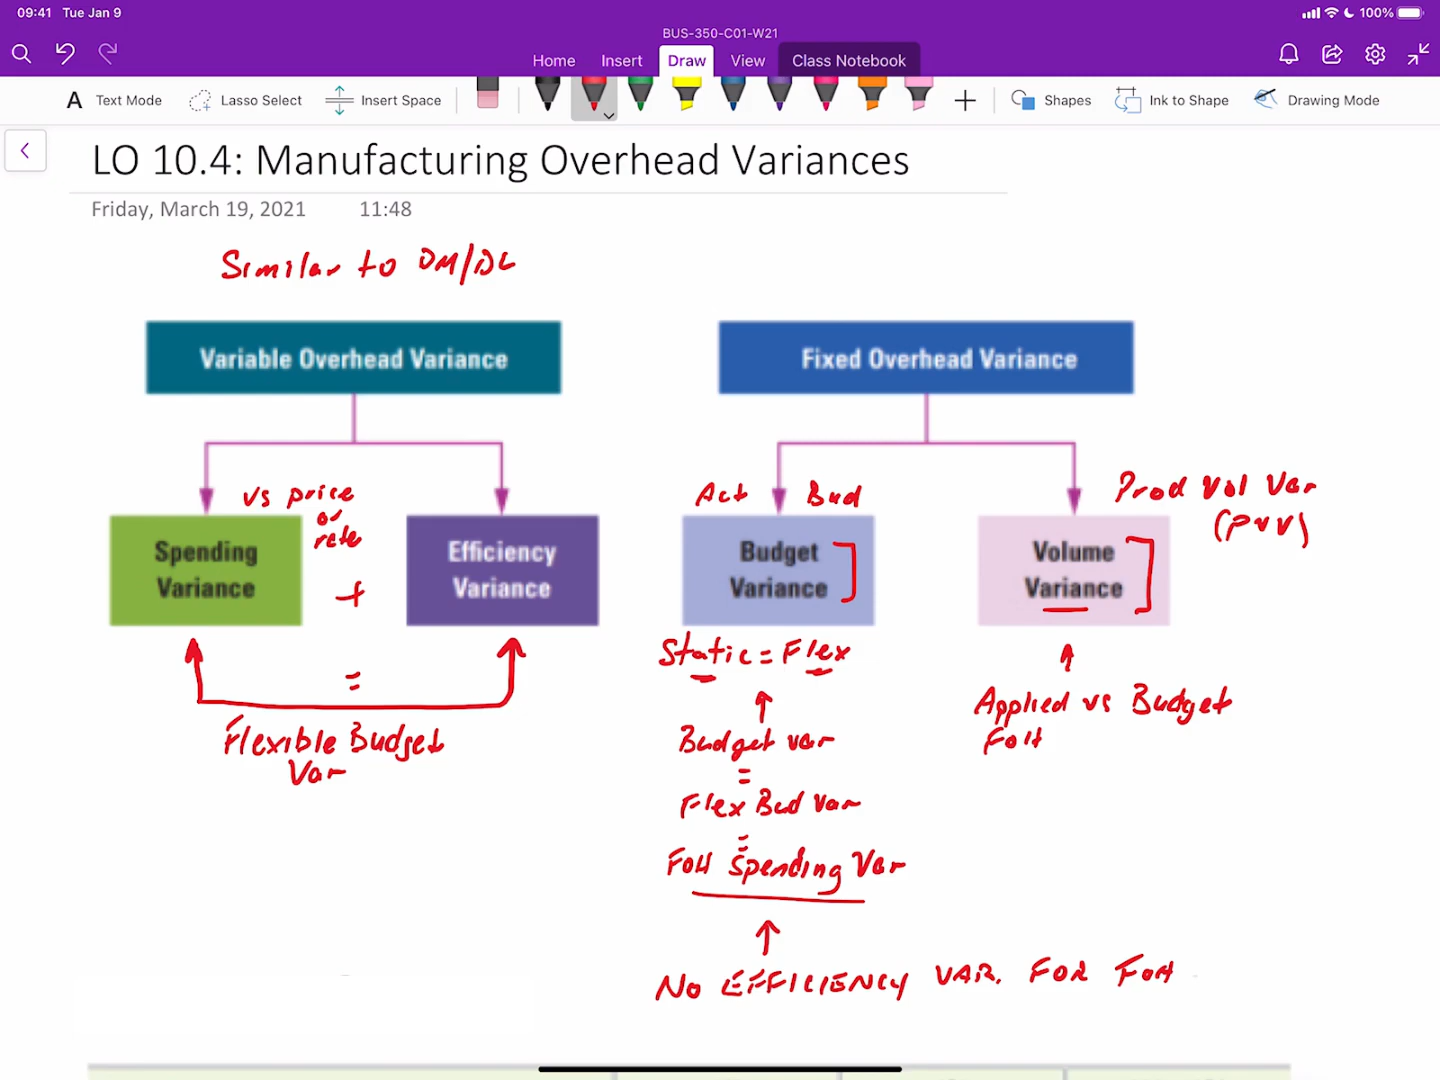 09:41 Tue Jan 9
100%
BUS-350-C01-W21
Home Insert Draw View Class Notebook
A Text Mode Lasso Select Insert Space Shapes Ink to Shape Drawing Mode
LO 10.4: Manufacturing Overhead Variances
Friday, March 19, 2021 11:48
Similar to DM/DL
Variable Overhead Variance
Fixed Overhead Variance
vs price
or
rate
Act Bud
Prod Vol Var
(PVV)
Spending
Variance
+
Efficiency
Variance
Budget
Variance
Volume
Variance
=
Flexible Budget
Var
Static = Flex
Budget var
=
Flex Bud Var
=
FOH Spending Var
Applied vs Budget
FOH
NO EFFICIENCY VAR. FOR FOH